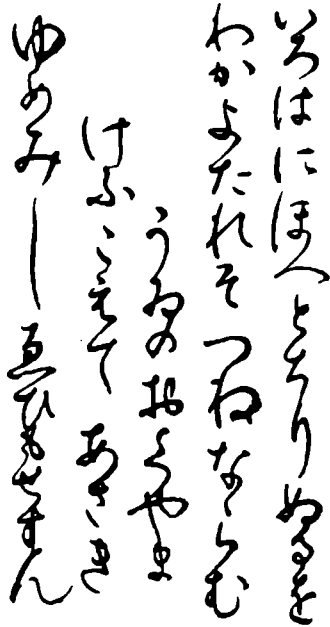 いろはにほへとちりぬるを
わかよたれそつねならむ
うゐのおくやま
けふこえてあさき
ゆめみしゑひもせすん